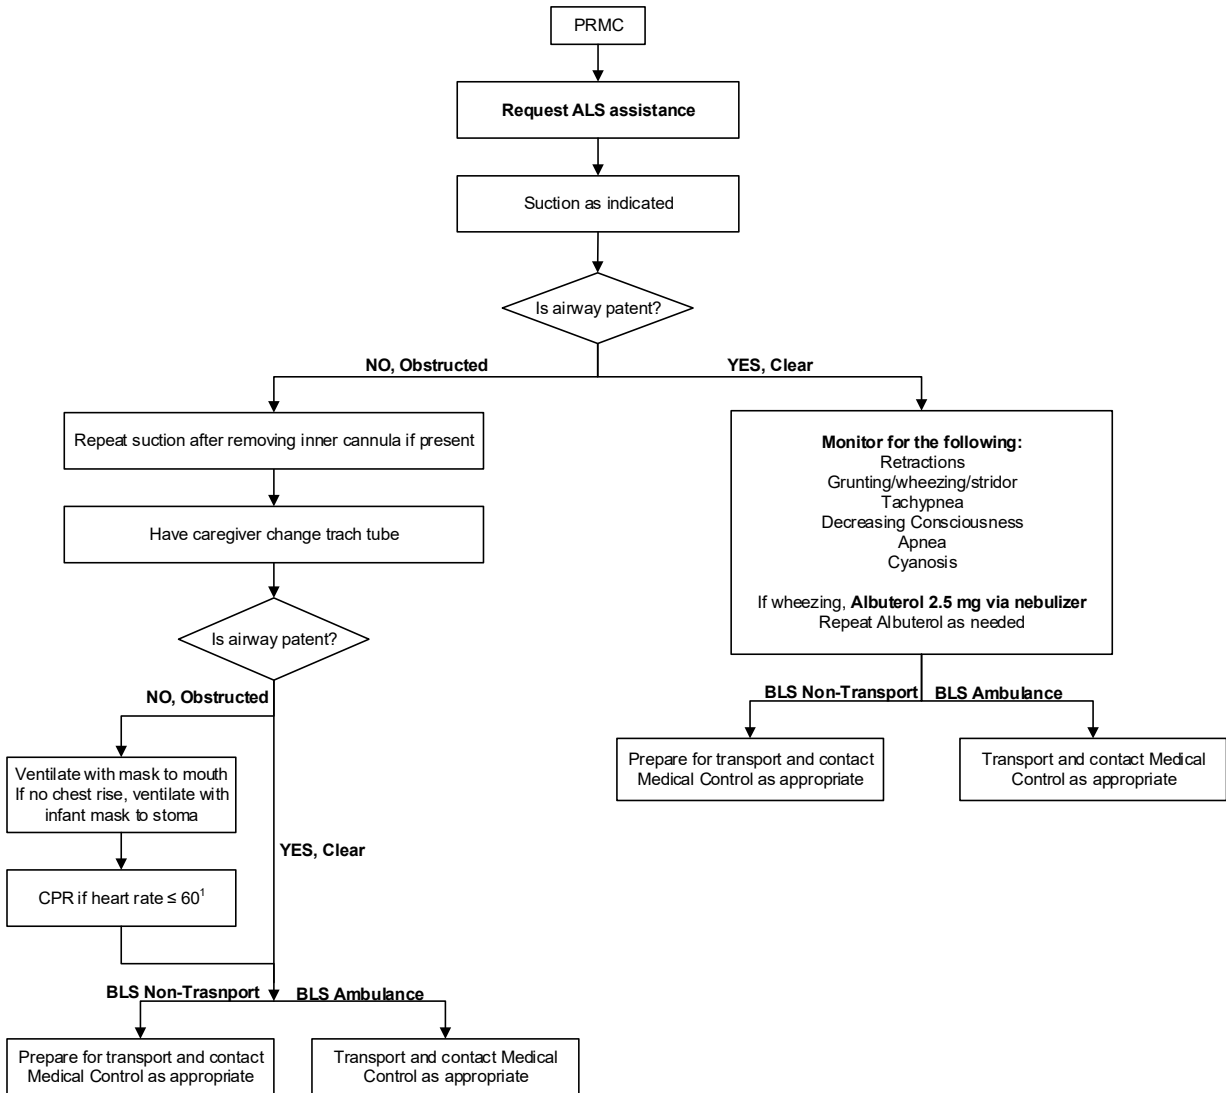 PRMC
Request ALS assistance
Suction as indicated
Is airway patent?
NO, Obstructed
YES, Clear
Repeat suction after removing inner cannula if present
Have caregiver change trach tube
Is airway patent?
NO, Obstructed
Ventilate with mask to mouth
If no chest rise, ventilate with
infant mask to stoma
YES, Clear
CPR if heart rate ≤ 60¹
BLS Non-Trasnport
BLS Ambulance
Prepare for transport and contact
Medical Control as appropriate
Transport and contact Medical
Control as appropriate
Monitor for the following:
Retractions
Grunting/wheezing/stridor
Tachypnea
Decreasing Consciousness
Apnea
Cyanosis
If wheezing, Albuterol 2.5 mg via nebulizer
Repeat Albuterol as needed
BLS Non-Transport
BLS Ambulance
Prepare for transport and contact
Medical Control as appropriate
Transport and contact Medical
Control as appropriate